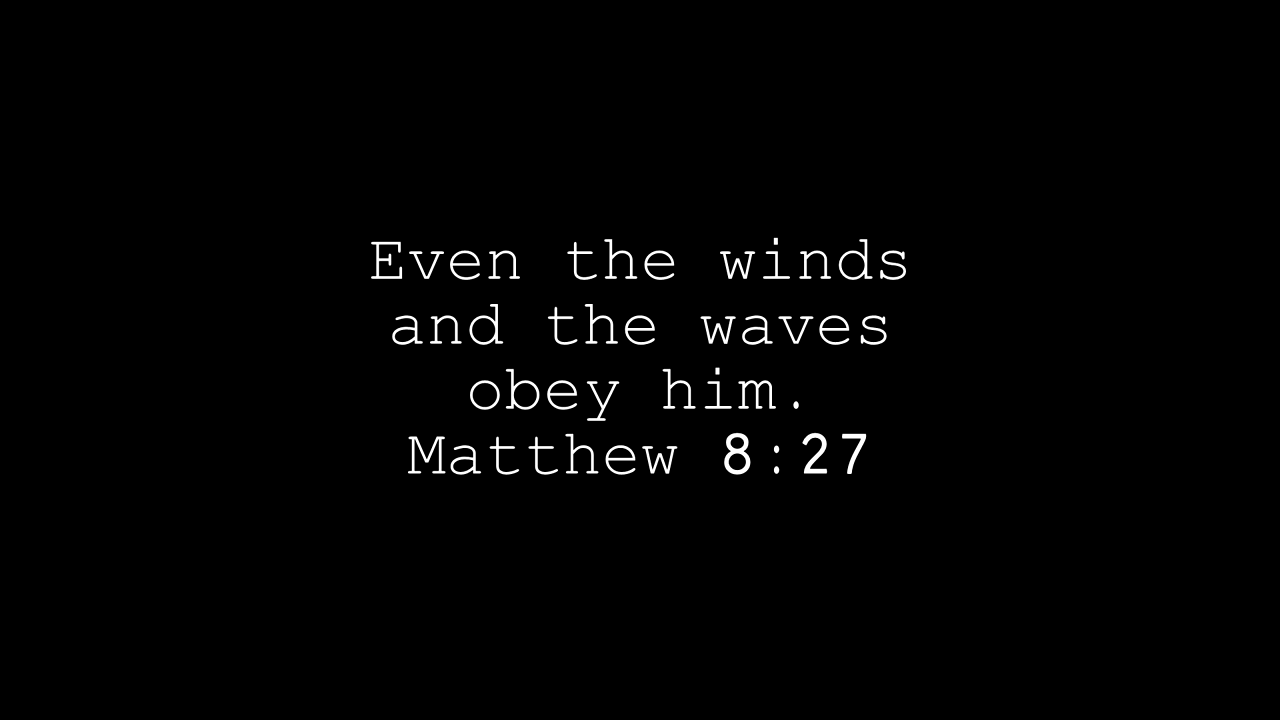 Even the winds
and the waves
obey him.
Matthew 8:27